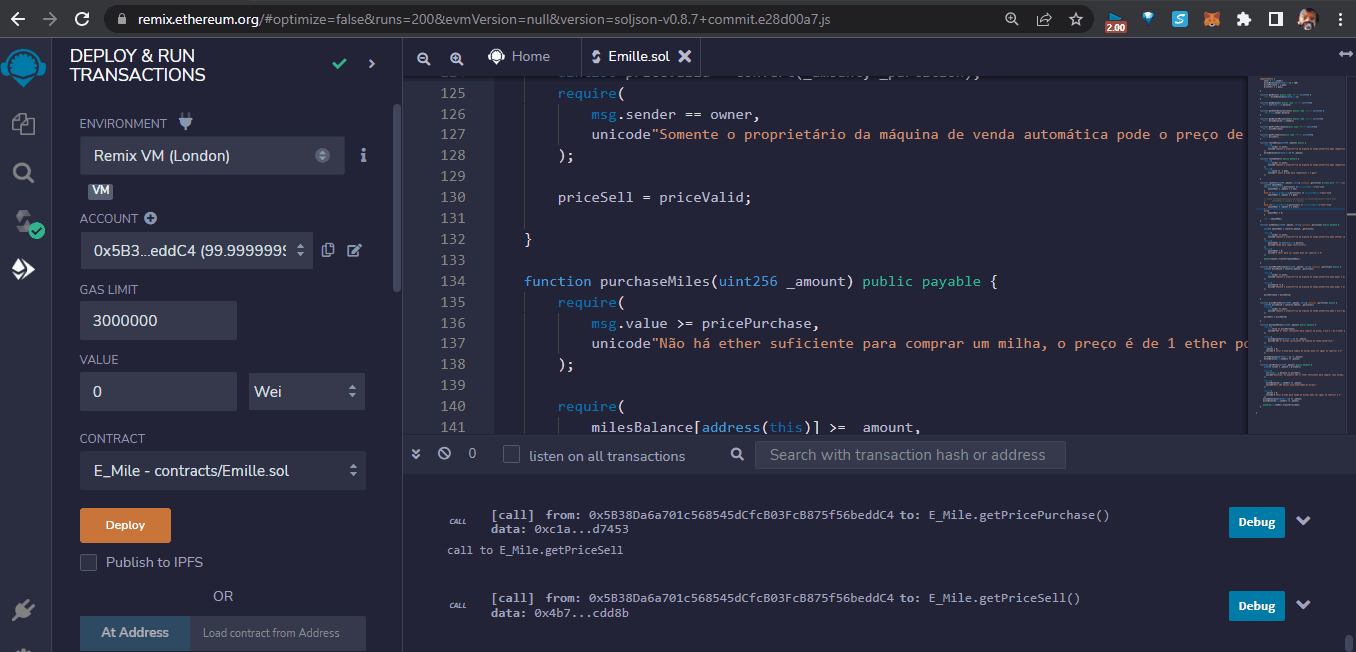 remix.ethereum.org/#optimize=false&runs=200&evmVersion=null&version=soljson-v0.8.7+commit.e28d00a7.js
2.00
DEPLOY & RUN
TRANSACTIONS
ENVIRONMENT
Remix VM (London)
VM
ACCOUNT
0x5B3...eddC4 (99.9999999
GAS LIMIT
3000000
VALUE
0
Wei
CONTRACT
E_Mile - contracts/Emille.sol
Deploy
Publish to IPFS
OR
At Address
Load contract from Address
Home
Emille.sol
125 require(
126 msg.sender == owner,
127 unicode"Somente o proprietário da máquina de venda automática pode o preço de
128 );
129
130 priceSell = priceValid;
131
132 }
133
134 function purchaseMiles(uint256 _amount) public payable {
135 require(
136 msg.value >= pricePurchase,
137 unicode"Não há ether suficiente para comprar um milha, o preço é de 1 ether po
138 );
139
140 require(
141 milesBalance[address(this)] >= _amount,
0
listen on all transactions
Search with transaction hash or address
CALL
[call] from: 0x5B38Da6a701c568545dCfcB03FcB875f56beddC4 to: E_Mile.getPricePurchase()
data: 0xc1a...d7453
Debug
call to E_Mile.getPriceSell
CALL
[call] from: 0x5B38Da6a701c568545dCfcB03FcB875f56beddC4 to: E_Mile.getPriceSell()
data: 0x4b7...cdd8b
Debug